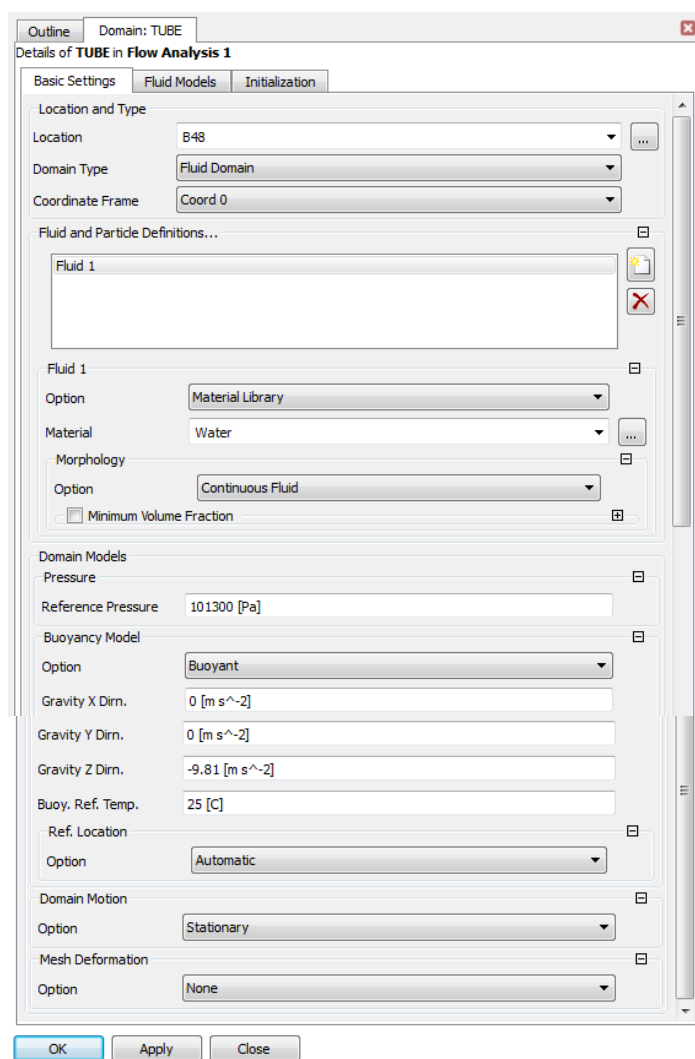 Outline Domain: TUBE
Details of TUBE in Flow Analysis 1
Basic Settings Fluid Models Initialization
Location and Type
Location B48 ...
Domain Type Fluid Domain
Coordinate Frame Coord 0
Fluid and Particle Definitions...
Fluid 1
Fluid 1
Option Material Library
Material Water ...
Morphology
Option Continuous Fluid
Minimum Volume Fraction
Domain Models
Pressure
Reference Pressure 101300 [Pa]
Buoyancy Model
Option Buoyant
Gravity X Dirn. 0 [m s^-2]
Gravity Y Dirn. 0 [m s^-2]
Gravity Z Dirn. -9.81 [m s^-2]
Buoy. Ref. Temp. 25 [C]
Ref. Location
Option Automatic
Domain Motion
Option Stationary
Mesh Deformation
Option None
OK Apply Close